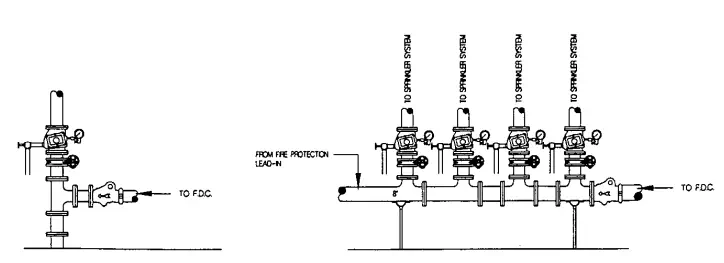 TO SPRINKLER SYSTEM
TO SPRINKLER SYSTEM
TO SPRINKLER SYSTEM
TO SPRINKLER SYSTEM
FROM FIRE PROTECTION
LEAD-IN
8"
TO F.D.C.
TO F.D.C.